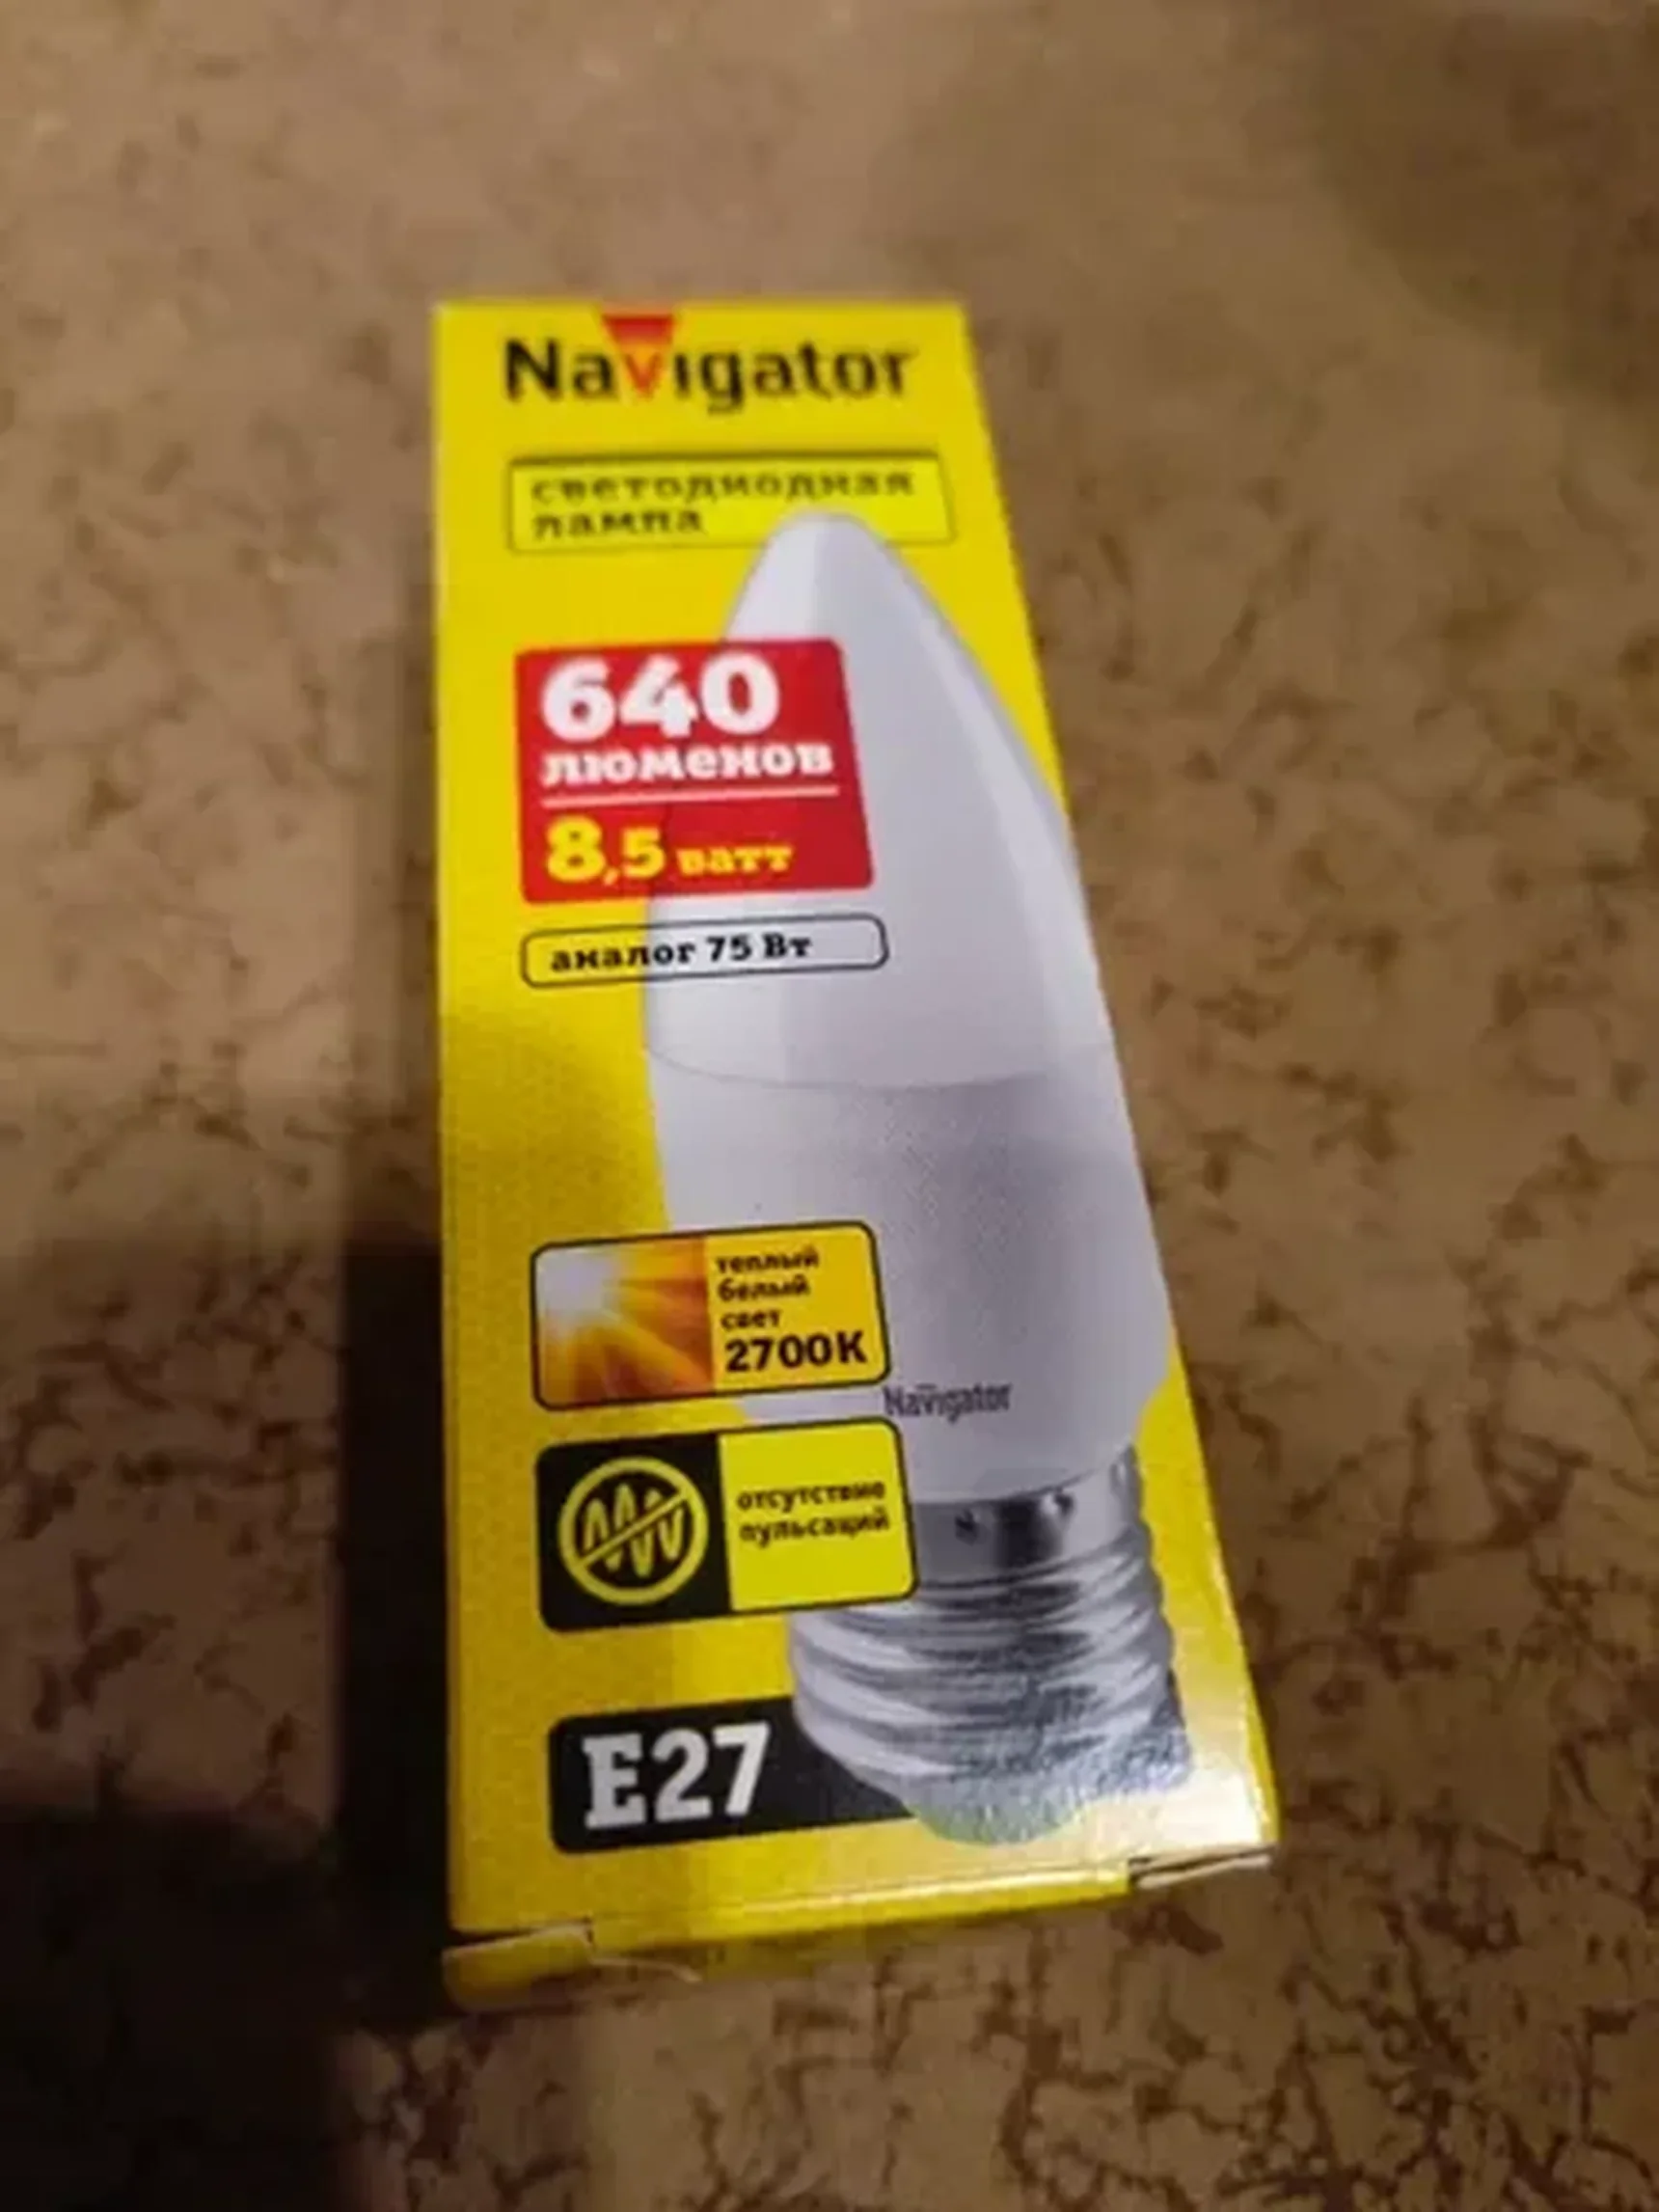 Navigator
светодиодная
лампа
640
люменов
8,5 ватт
аналог 75 Вт
теплый
белый
свет
2700K
Navigator
отсутствие
пульсаций
E27